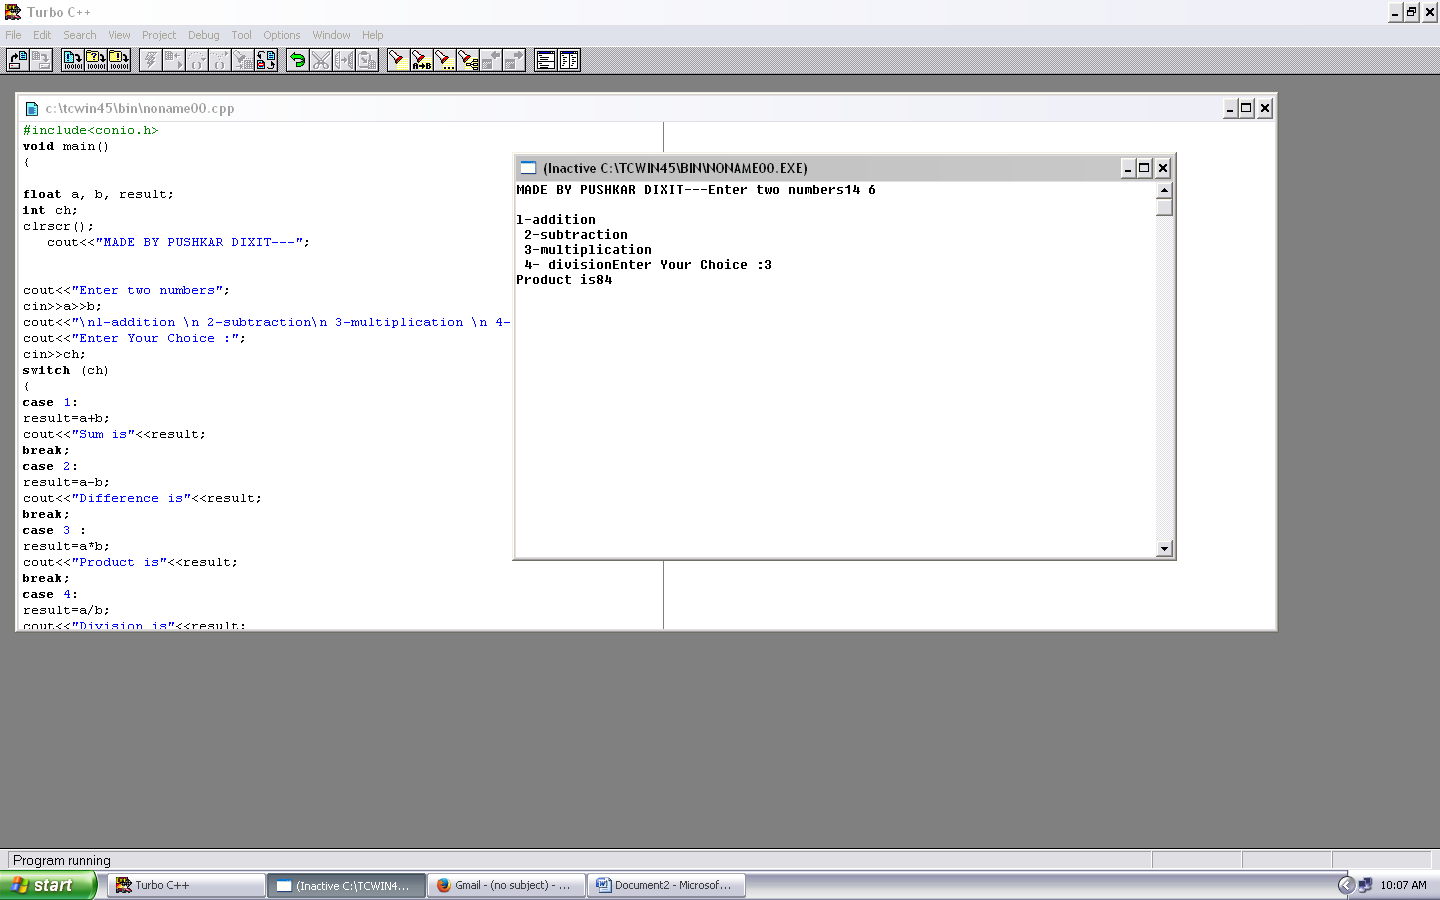 Turbo C++
File Edit Search View Project Debug Tool Options Window Help
c:\tcwin45\bin\noname00.cpp
#include<conio.h>
void main()
{
float a, b, result;
int ch;
clrscr();
cout<<"MADE BY PUSHKAR DIXIT---";
cout<<"Enter two numbers";
cin>>a>>b;
cout<<"\n1-addition \n 2-subtraction\n 3-multiplication \n 4-
cout<<"Enter Your Choice :";
cin>>ch;
switch (ch)
{
case 1:
result=a+b;
cout<<"Sum is"<<result;
break;
case 2:
result=a-b;
cout<<"Difference is"<<result;
break;
case 3 :
result=a*b;
cout<<"Product is"<<result;
break;
case 4:
result=a/b;
cout<<"Division is"<<result;
(Inactive C:\TCWIN45\BIN\NONAME00.EXE)
MADE BY PUSHKAR DIXIT---Enter two numbers14 6
1-addition
2-subtraction
3-multiplication
4- divisionEnter Your Choice :3
Product is84
Program running
start Turbo C++ (Inactive C:\TCWIN4... Gmail - (no subject) - ... Document2 - Microsof... 10:07 AM